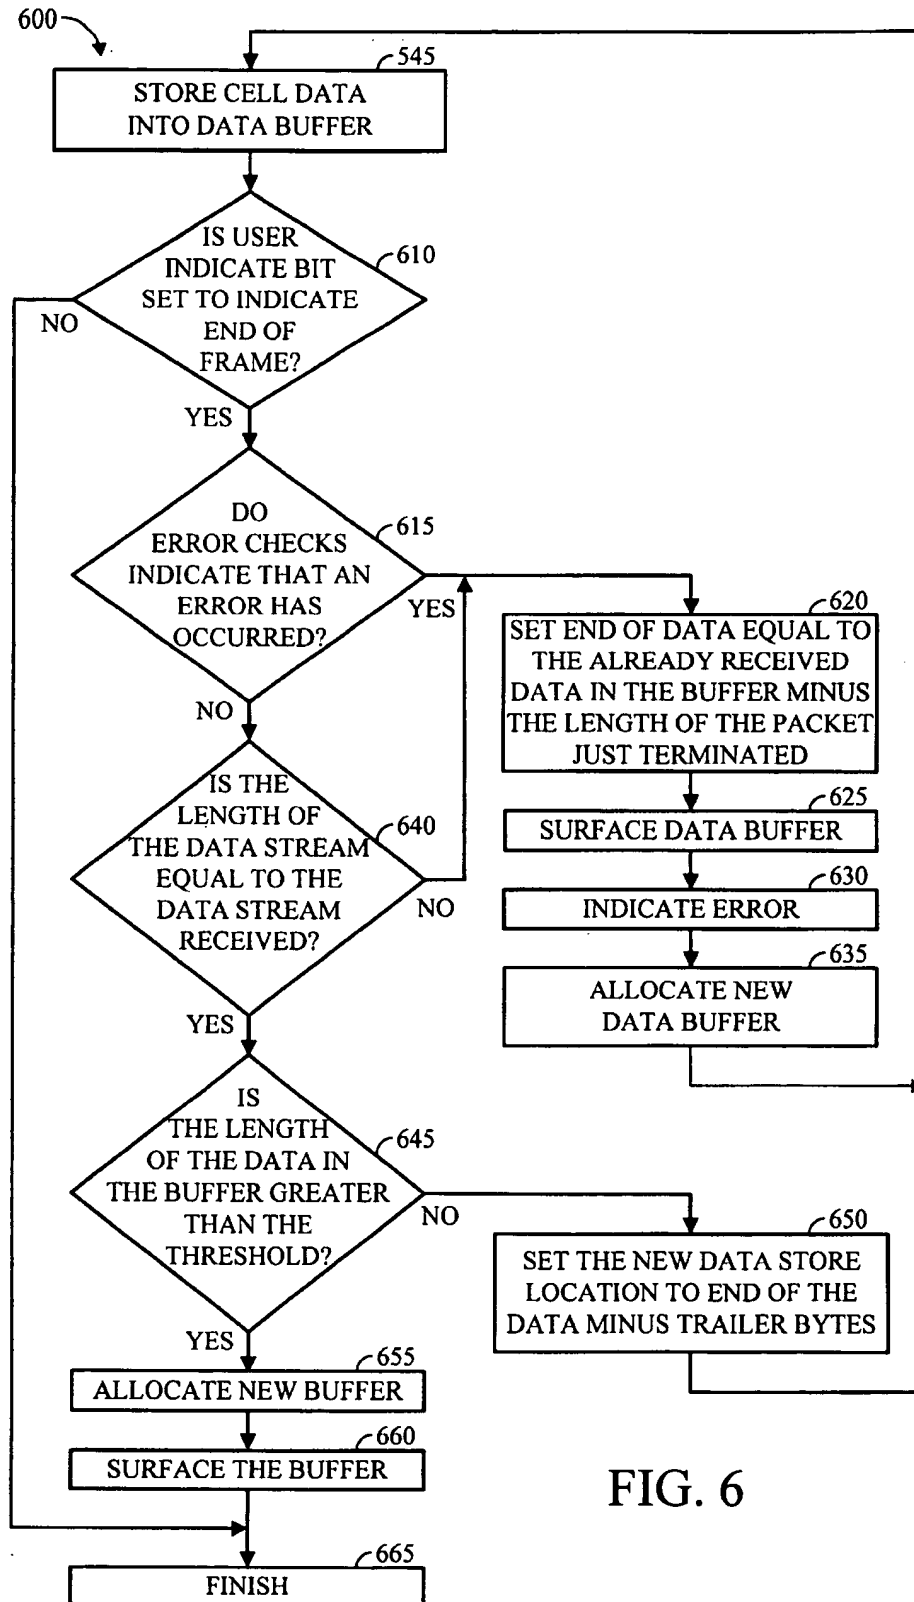 600
545
STORE CELL DATA
INTO DATA BUFFER
IS USER
INDICATE BIT
SET TO INDICATE
END OF
FRAME?
610
NO
YES
DO
ERROR CHECKS
INDICATE THAT AN
ERROR HAS
OCCURRED?
615
YES
NO
620
SET END OF DATA EQUAL TO
THE ALREADY RECEIVED
DATA IN THE BUFFER MINUS
THE LENGTH OF THE PACKET
JUST TERMINATED
625
SURFACE DATA BUFFER
630
INDICATE ERROR
635
ALLOCATE NEW
DATA BUFFER
IS THE
LENGTH OF
THE DATA STREAM
EQUAL TO THE
DATA STREAM
RECEIVED?
640
NO
YES
IS
THE LENGTH
OF THE DATA IN
THE BUFFER GREATER
THAN THE
THRESHOLD?
645
NO
YES
650
SET THE NEW DATA STORE
LOCATION TO END OF THE
DATA MINUS TRAILER BYTES
655
ALLOCATE NEW BUFFER
660
SURFACE THE BUFFER
665
FINISH
FIG. 6